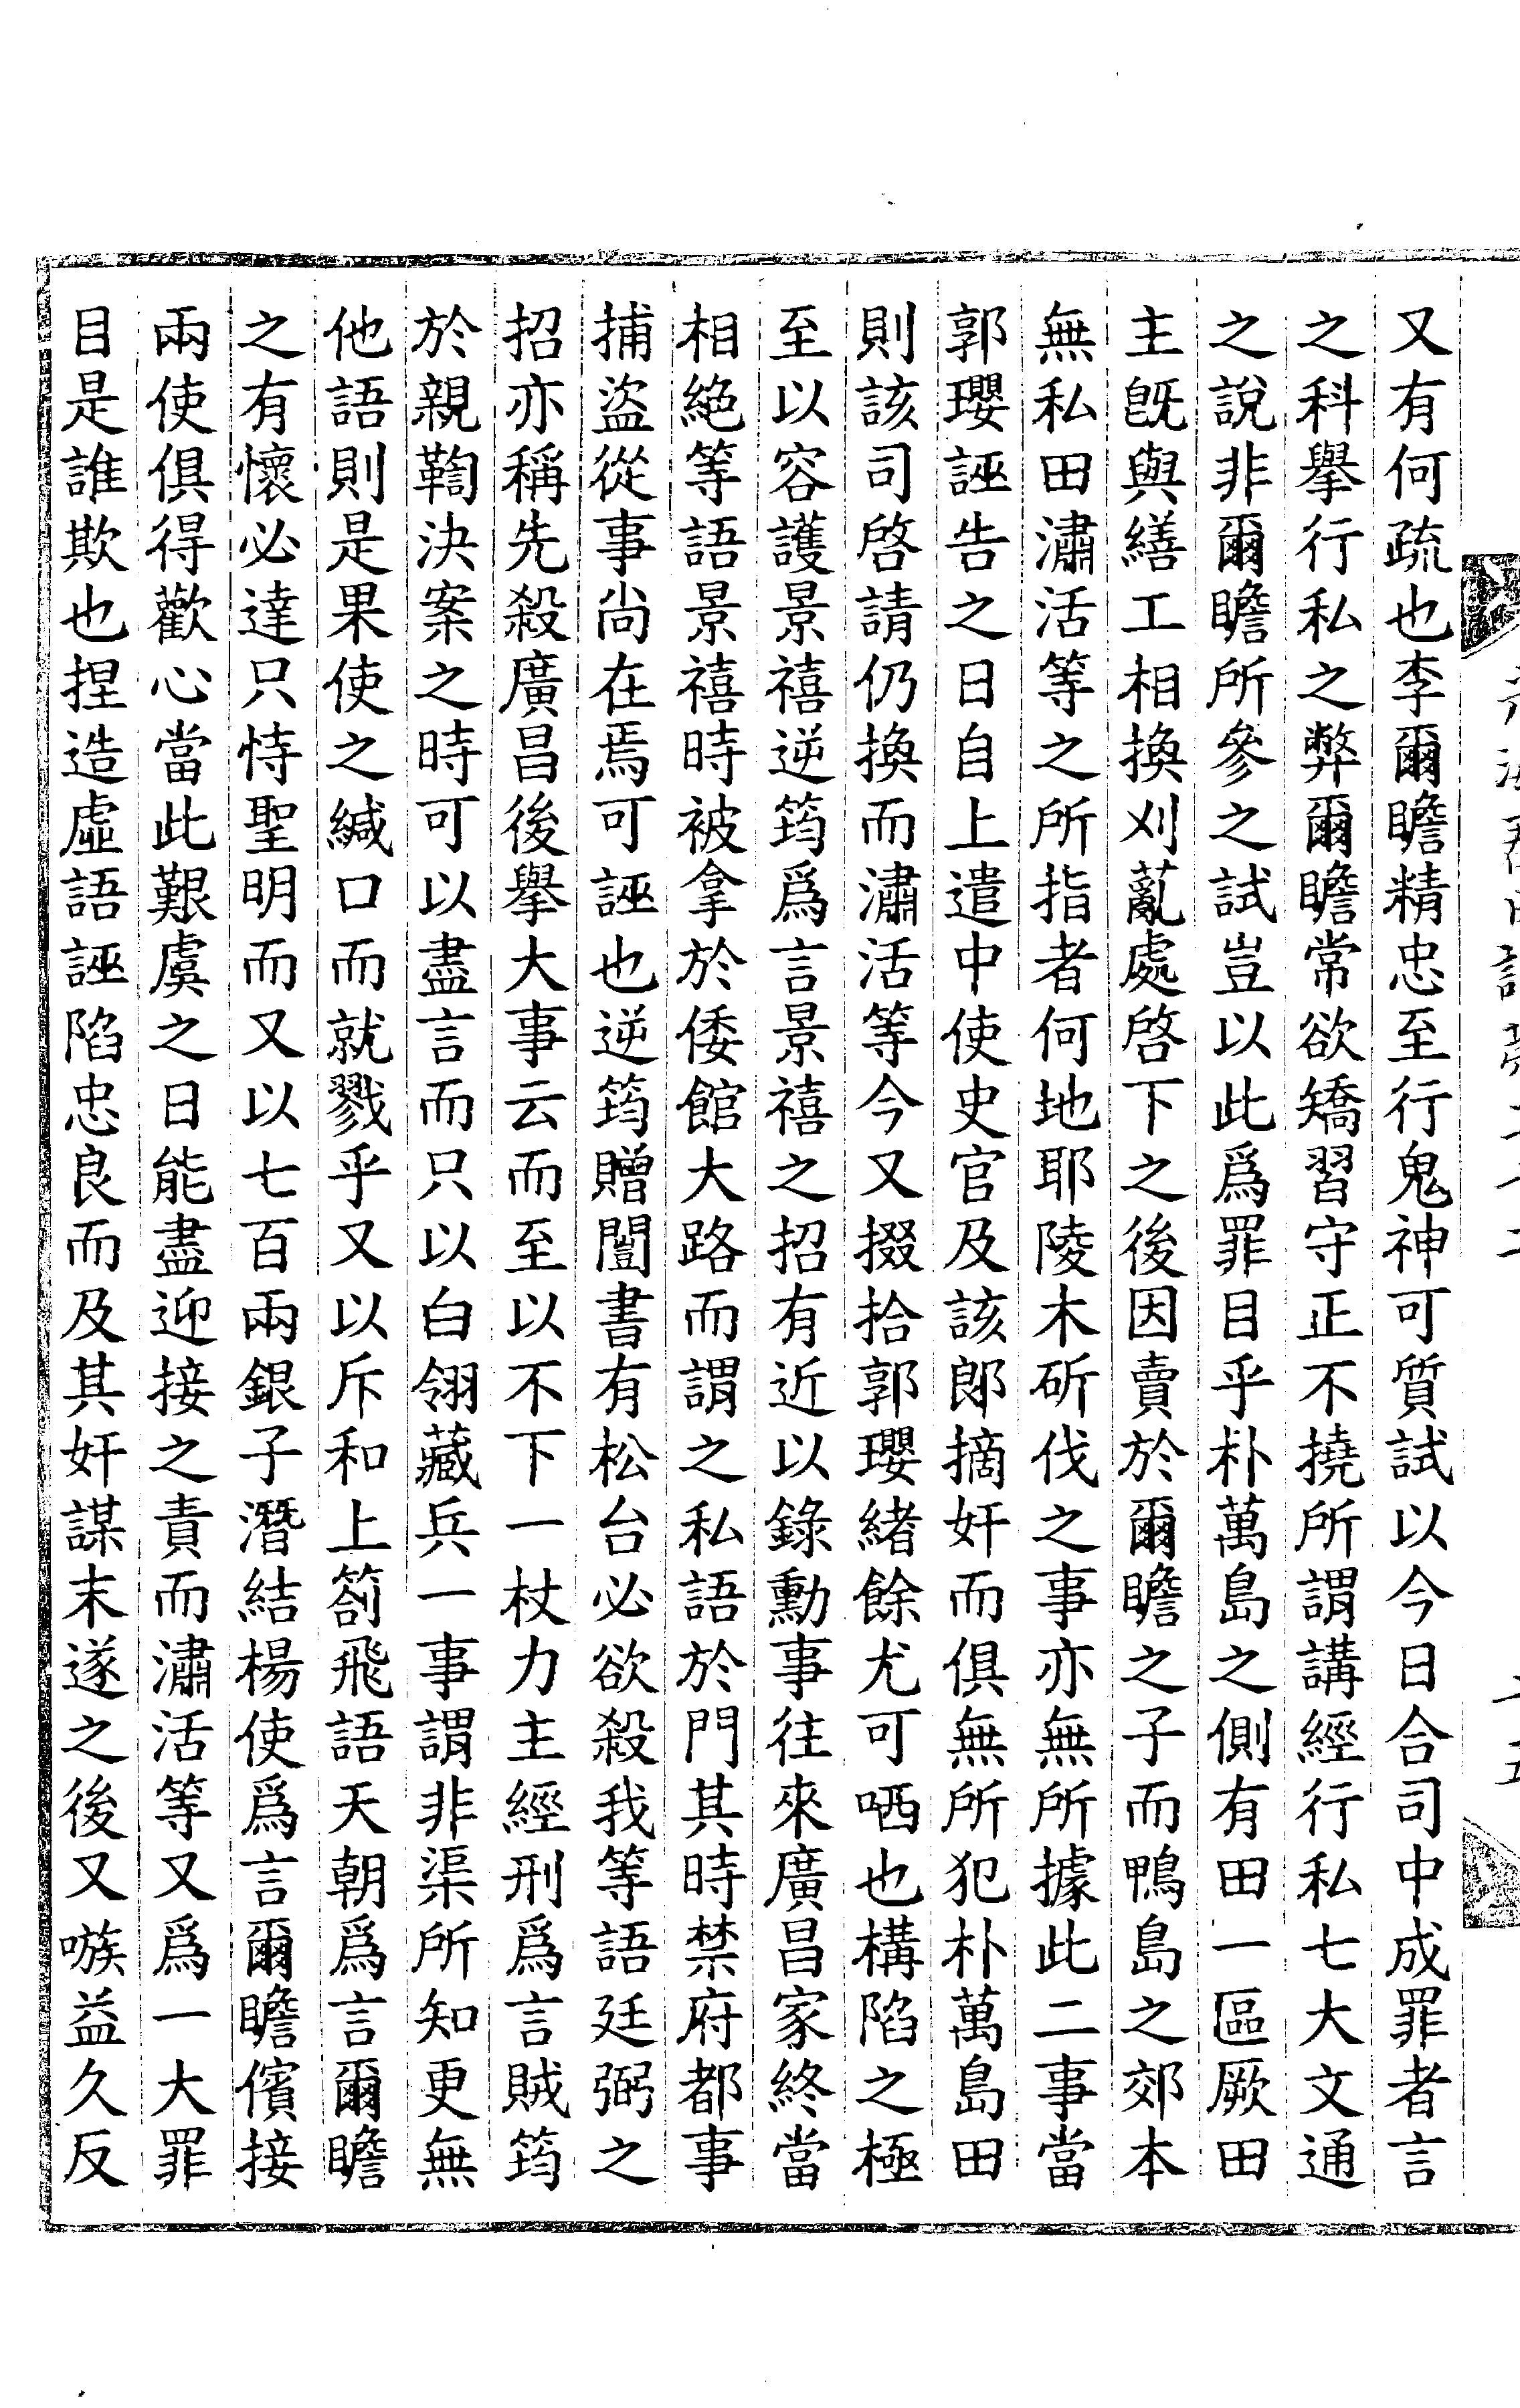 又有何疏也李爾瞻精忠至行鬼神可質試以今日合司中成罪者言
之科擧行私之弊爾瞻常欲矯習守正不撓所謂講經行私七大文通
之說非爾瞻所參之試豈以此爲罪目乎朴萬島之側有田一區厥田
主旣與繕工相換刈薍處啓下之後因賣於爾瞻之子而鴨島之郊本
無私田潚活等之所指者何地耶陵木斫伐之事亦無所據此二事當
郭瓔誣告之日自上遣中使史官及該郞摘奸而俱無所犯朴萬島田
則該司啓請仍換而潚活等今又掇拾郭瓔緖餘尤可哂也構陷之極
至以容護景禧逆筠爲言景禧之招有近以錄勳事往來廣昌家終當
相絶等語景禧時被拿於倭館大路而謂之私語於門其時禁府都事
捕盜從事尙在焉可誣也逆筠贈闓書有松台必欲殺我等語廷弼之
招亦稱先殺廣昌後擧大事云而至以不下一杖力主經刑爲言賊筠
於親鞫決案之時可以盡言而只以白翎藏兵一事謂非渠所知更無
他語則是果使之緘口而就戮乎又以斥和上箚飛語天朝爲言爾瞻
之有懷必達只恃聖明而又以七百兩銀子潛結楊使爲言爾瞻儐接
兩使俱得歡心當此艱虞之日能盡迎接之責而潚活等又爲一大罪
目是誰欺也捏造虛語誣陷忠良而及其奸謀末遂之後又嗾益久反